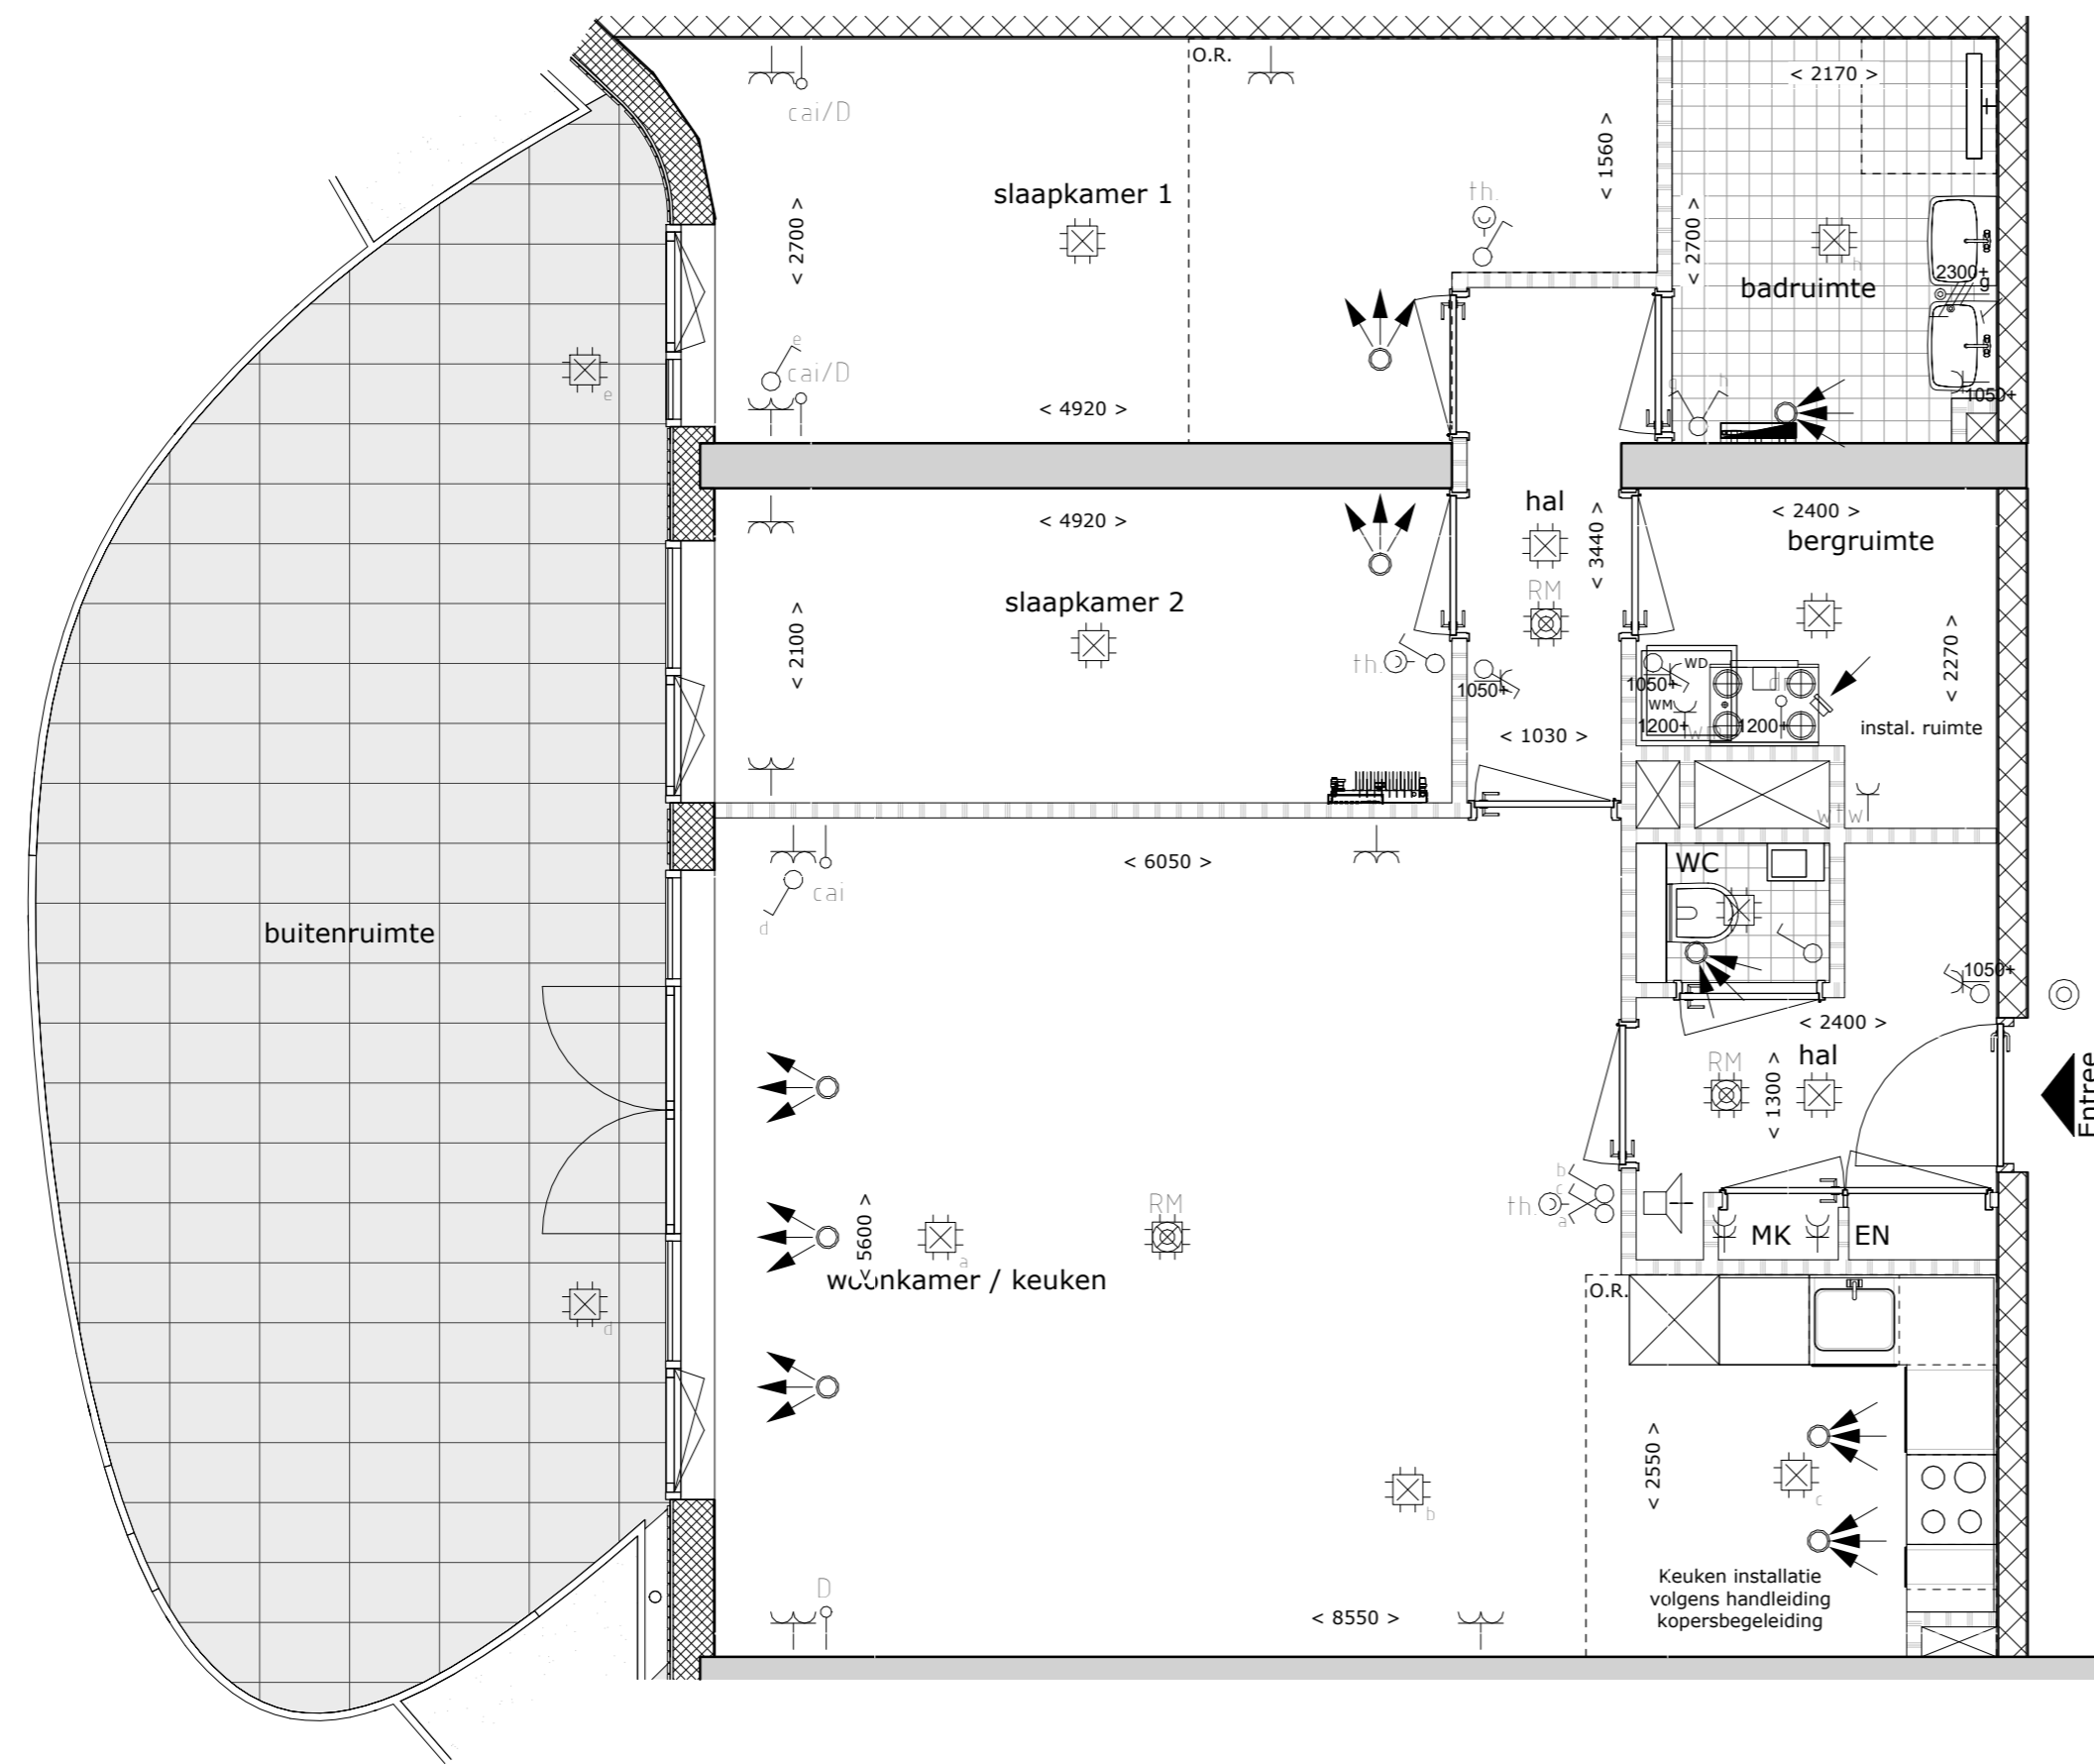 O.R.
< 2170 >
cai/D
< 1560 >
slaapkamer 1
th.
< 2700 >
< 2700 >
h
2300+
g
badruimte
e
cai/D
e
g
h
1050+
< 4920 >
hal
< 2400 >
< 4920 >
bergruimte
< 3440 >
RM
slaapkamer 2
< 2100 >
th.
< 2270 >
WD
1050+
1050+
WM
1200+
1200+
instal. ruimte
< 1030 >
wtw
< 6050 >
WC
cai
d
buitenruimte
1050+
< 2400 >
RM
hal
< 1300 >
Entree
b
c
th.
a
RM
< 5600 >
MK
EN
a
woonkamer / keuken
O.R.
d
< 2550 >
c
b
Keuken installatie
volgens handleiding
kopersbegeleiding
D
< 8550 >